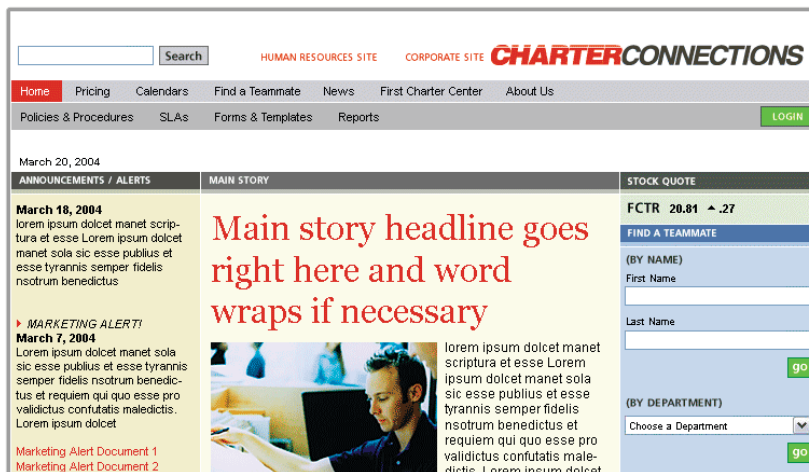 Search
HUMAN RESOURCES SITE
CORPORATE SITE
CHARTERCONNECTIONS
Home Pricing Calendars Find a Teammate News First Charter Center About Us
Policies & Procedures SLAs Forms & Templates Reports
LOGIN
March 20, 2004
ANNOUNCEMENTS / ALERTS
March 18, 2004
lorem ipsum dolcet manet scrip-
tura et esse Lorem ipsum dolcet
manet sola sic esse publius et
esse tyrannis semper fidelis
nsotrum benedictus
MARKETING ALERT!
March 7, 2004
Lorem ipsum dolcet manet sola
sic esse publius et esse tyrannis
semper fidelis nsotrum benedic-
tus et requiem qui quo esse pro
validictus confutatis maledictis.
Lorem ipsum dolcet
Marketing Alert Document 1
Marketing Alert Document 2
MAIN STORY
Main story headline goes
right here and word
wraps if necessary
lorem ipsum dolcet manet
scriptura et esse Lorem
ipsum dolcet manet sola
sic esse publius et esse
tyrannis semper fidelis
nsotrum benedictus et
requiem qui quo esse pro
validictus confutatis male-
dictis. Lorem ipsum dolcet
STOCK QUOTE
FCTR 20.81 .27
FIND A TEAMMATE
(BY NAME)
First Name
Last Name
go
(BY DEPARTMENT)
Choose a Department
go